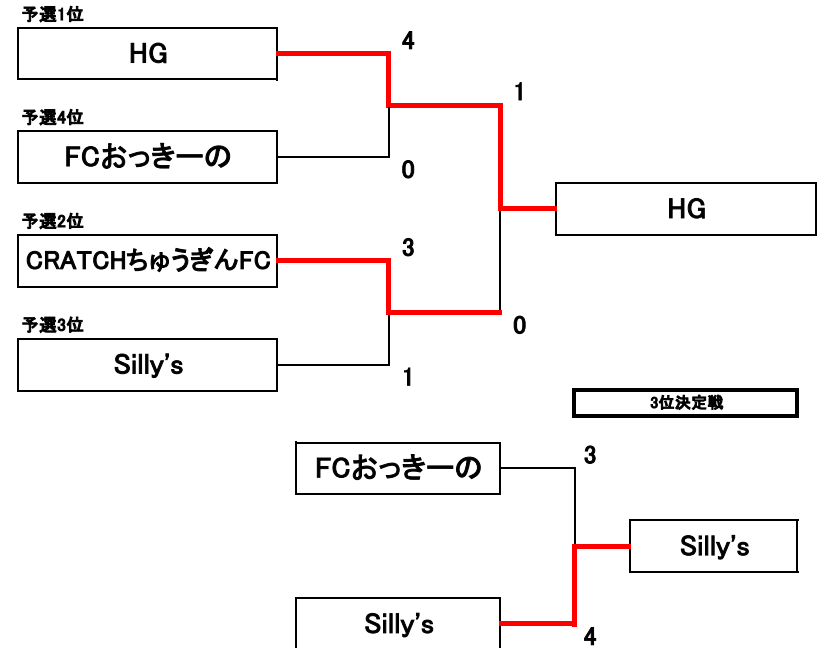 予選1位
HG
4
1
予選4位
FCおっきーの
0
HG
予選2位
CRATCHちゅうぎんFC
3
予選3位
0
Silly's
1
3位決定戦
FCおっきーの
3
Silly's
Silly's
4